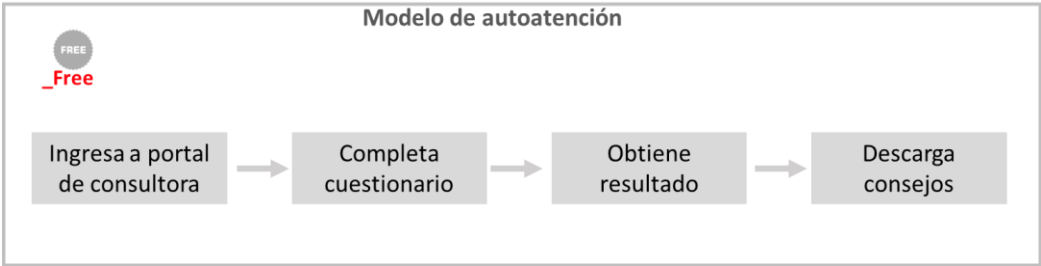 Modelo de autoatención
FREE
_Free
Ingresa a portal
de consultora
Completa
cuestionario
Obtiene
resultado
Descarga
consejos